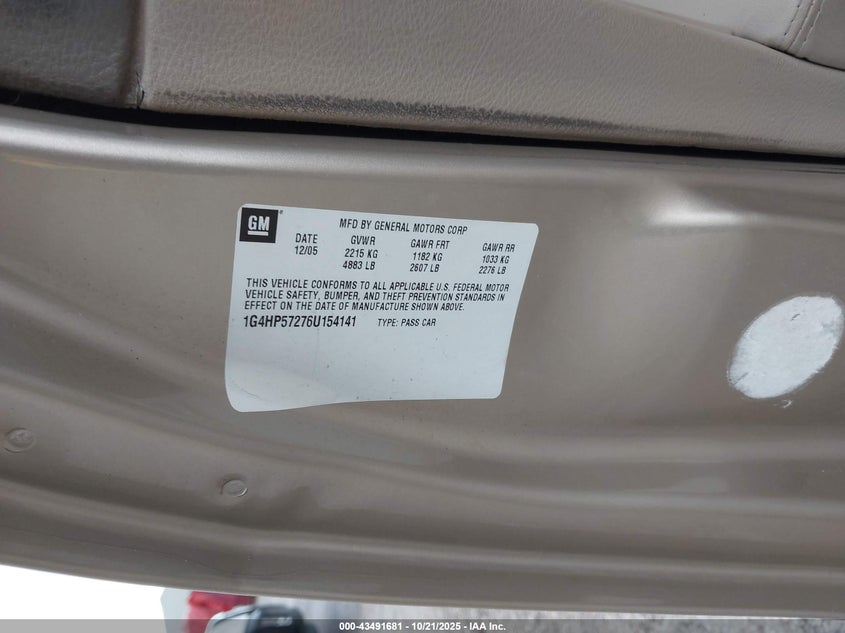 GM
MFD BY GENERAL MOTORS CORP
DATE GVWR GAWR FRT GAWR RR
12/05 2215 KG 1182 KG 1033 KG
4883 LB 2607 LB 2276 LB
THIS VEHICLE CONFORMS TO ALL APPLICABLE U.S. FEDERAL MOTOR
VEHICLE SAFETY, BUMPER, AND THEFT PREVENTION STANDARDS IN
EFFECT ON THE DATE OF MANUFACTURE SHOWN ABOVE.
1G4HP57276U154141 TYPE: PASS CAR
000-43491681 - 10/21/2025 - © IAA Inc.